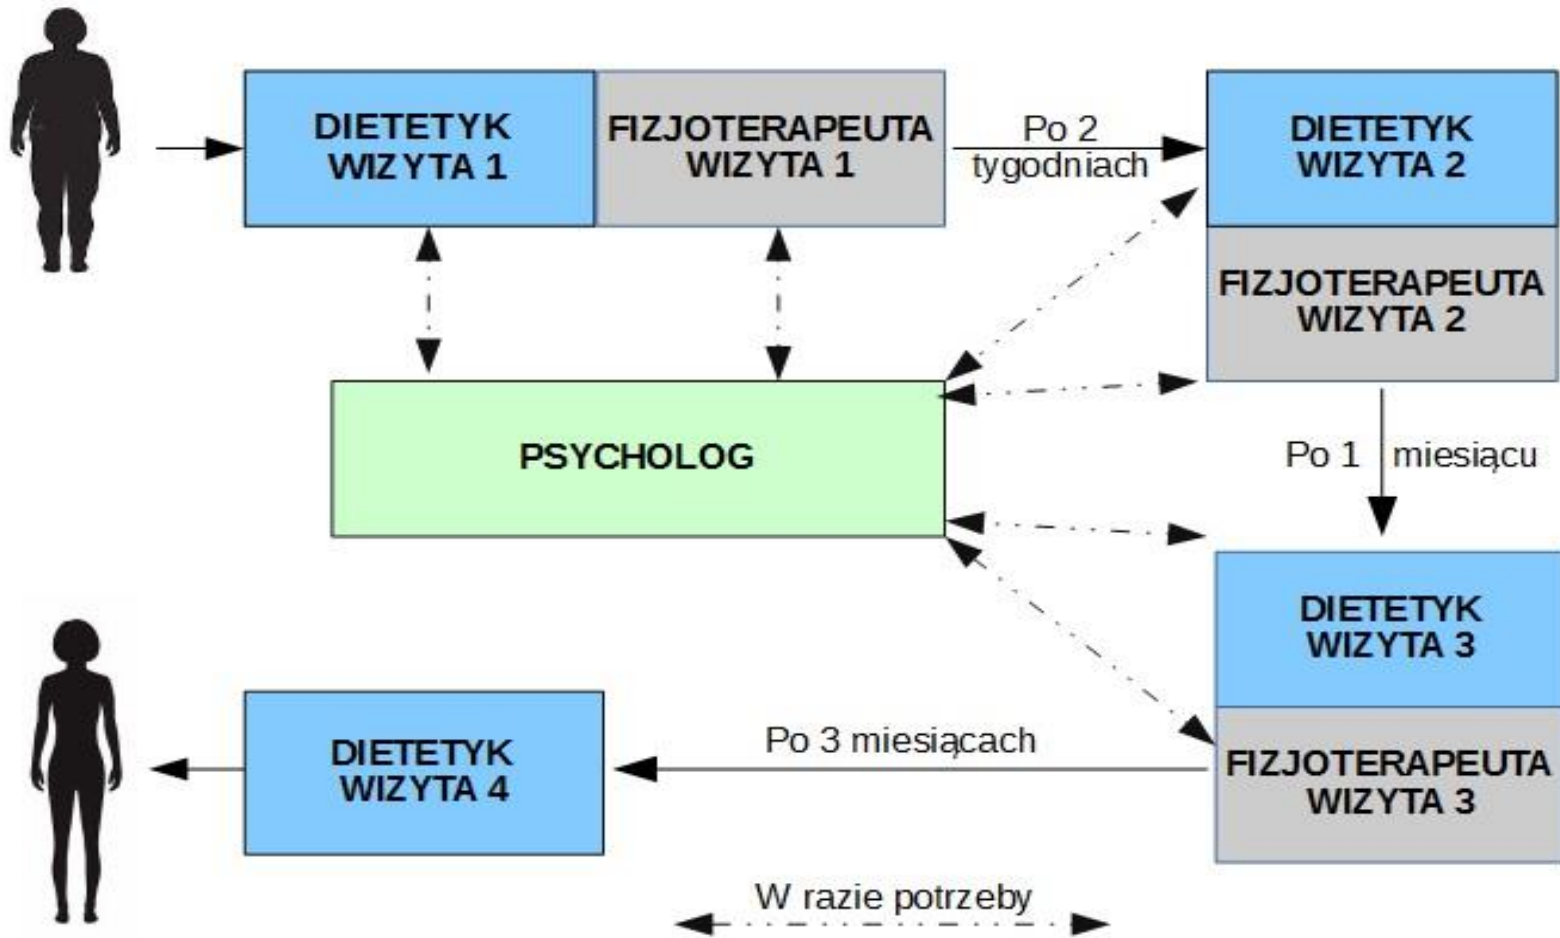 DIETETYK
WIZYTA 1
FIZJOTERAPEUTA
WIZYTA 1
Po 2
tygodniach
DIETETYK
WIZYTA 2
FIZJOTERAPEUTA
WIZYTA 2
Po 1 miesiącu
PSYCHOLOG
DIETETYK
WIZYTA 3
FIZJOTERAPEUTA
WIZYTA 3
Po 3 miesiącach
DIETETYK
WIZYTA 4
W razie potrzeby